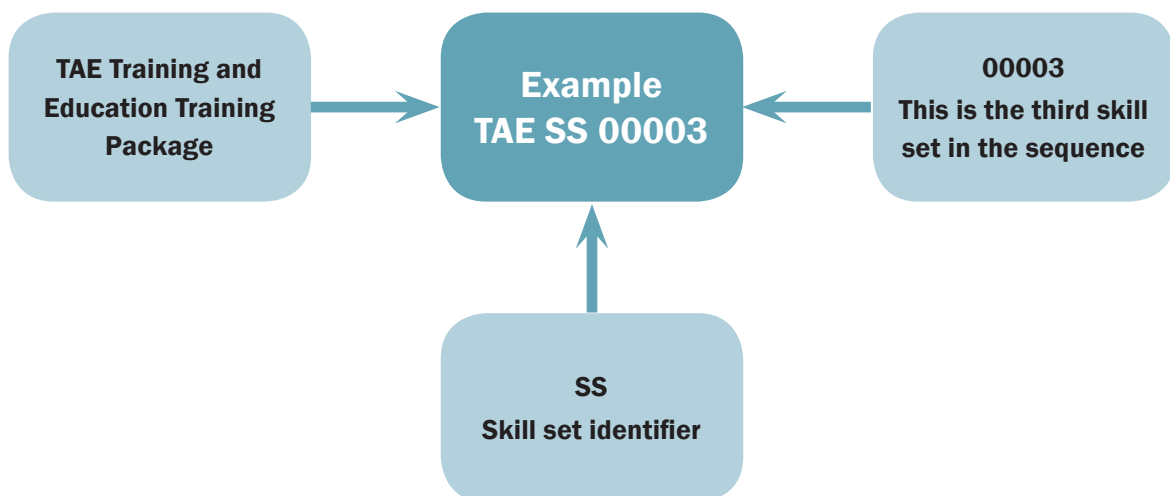 TAE Training and
Education Training
Package
Example
TAE SS 00003
00003
This is the third skill
set in the sequence
SS
Skill set identifier